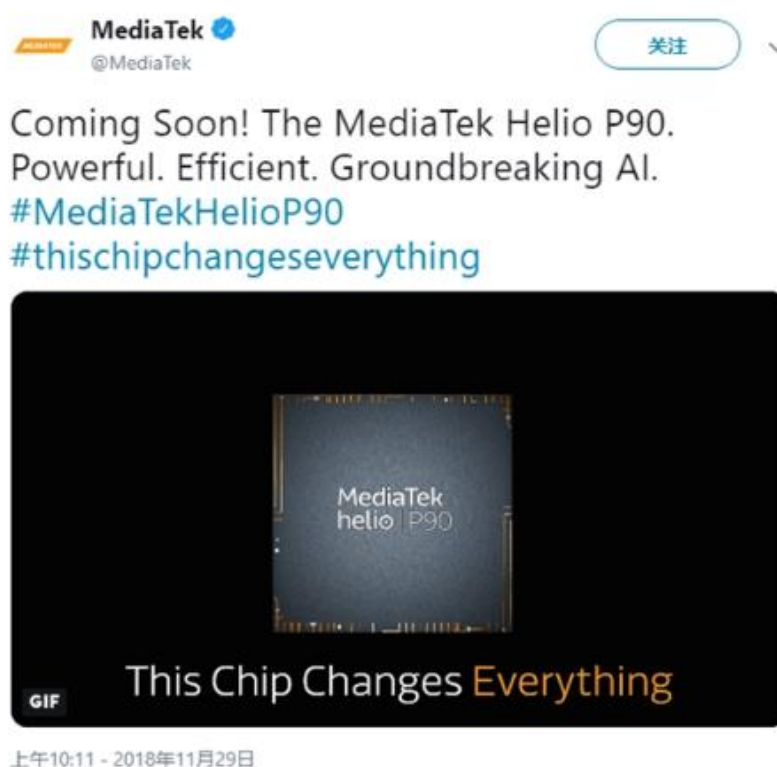 MediaTek
MEDIATEK
@MediaTek
关注
Coming Soon! The MediaTek Helio P90.
Powerful. Efficient. Groundbreaking AI.
#MediaTekHelioP90
#thischipchangeseverything
MediaTek
helio P90
This Chip Changes Everything
GIF
上午10:11 - 2018年11月29日